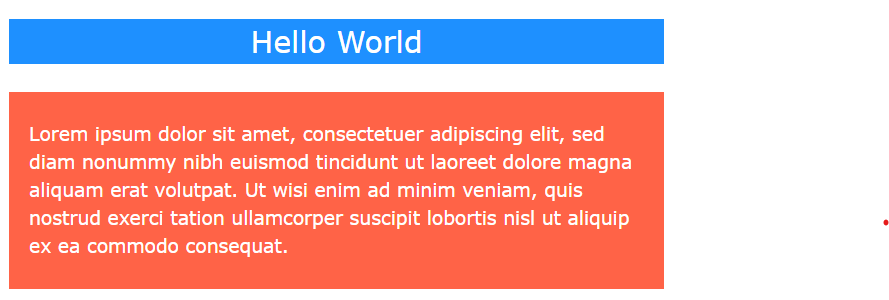 Hello World
Lorem ipsum dolor sit amet, consectetuer adipiscing elit, sed
diam nonummy nibh euismod tincidunt ut laoreet dolore magna
aliquam erat volutpat. Ut wisi enim ad minim veniam, quis
nostrud exerci tation ullamcorper suscipit lobortis nisl ut aliquip
ex ea commodo consequat.